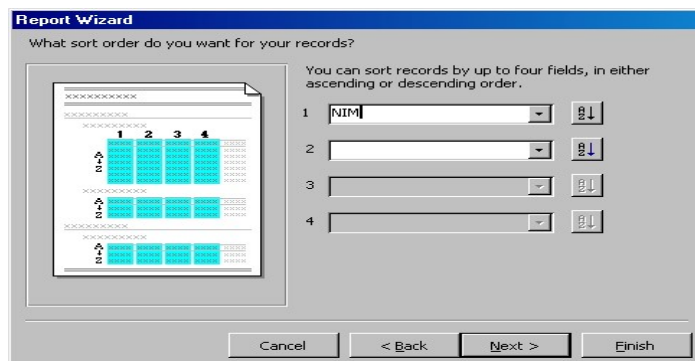 Report Wizard
What sort order do you want for your records?
You can sort records by up to four fields, in either
ascending or descending order.
1 NIM
2
3
4
xxxxxxxxxx
1 2 3 4
A
Z
A
Z
A
Z
Cancel < Back Next > Finish